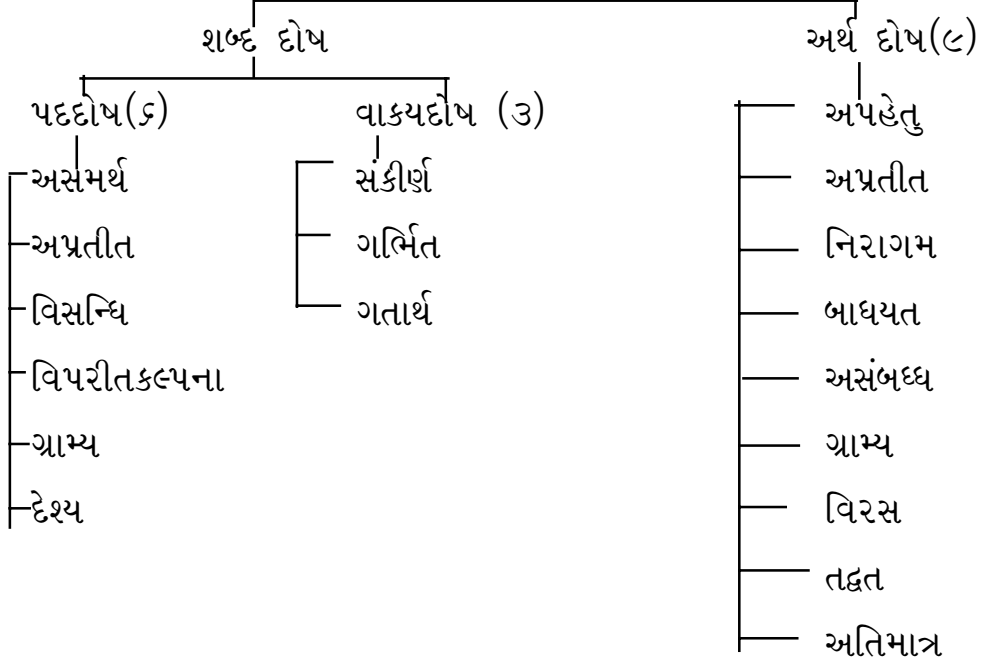 શબ્દ દોષ
અર્થ દોષ(૯)
પદદોષ(૬)
વાકયદોષ (૩)
અસમર્થ
અપ્રતીત
વિસન્ધિ
વિપરીતકલ્પના
ગ્રામ્ય
દેશ્ય
સંકીર્ણ
ગર્ભિત
ગતાર્થ
અપહેતુ
અપ્રતીત
નિરાગમ
બાધયત
અસંબધ્ધ
ગ્રામ્ય
વિરસ
તદ્વત
અતિમાત્ર